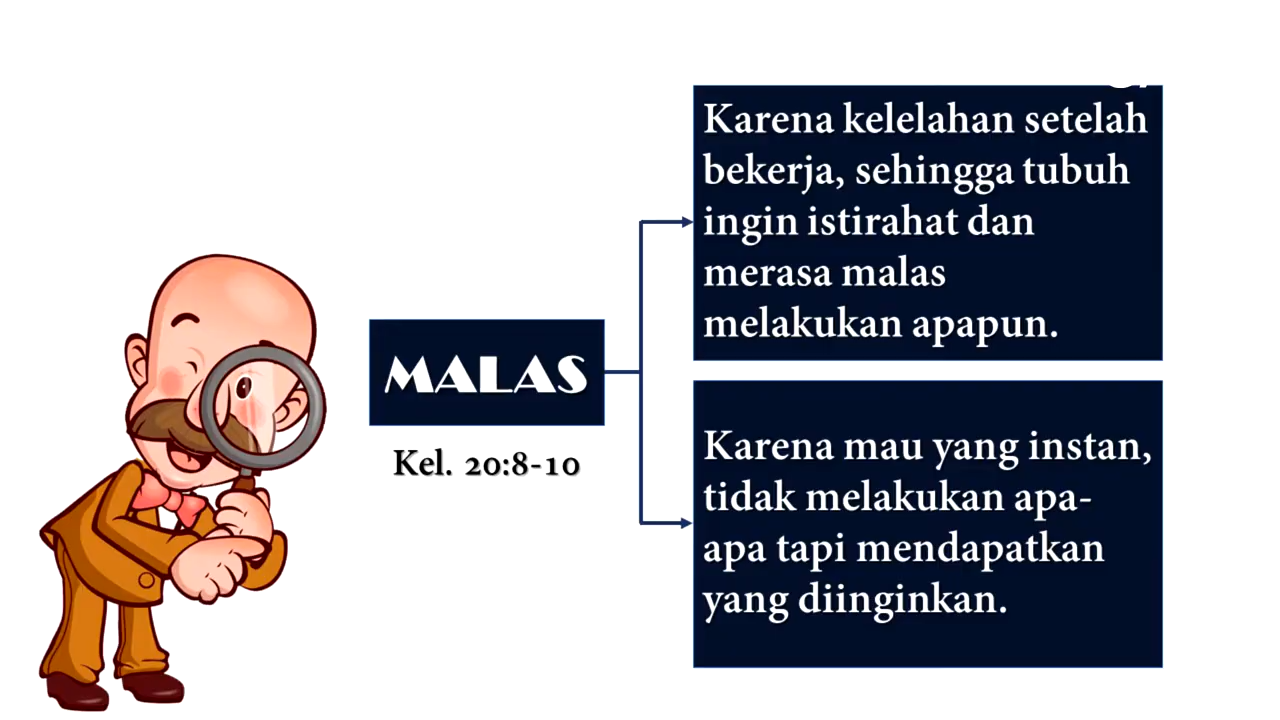 Karena kelelahan setelah
bekerja, sehingga tubuh
ingin istirahat dan
merasa malas
melakukan apapun.
MALAS
Kel. 20:8-10
Karena mau yang instan,
tidak melakukan apa-
apa tapi mendapatkan
yang diinginkan.